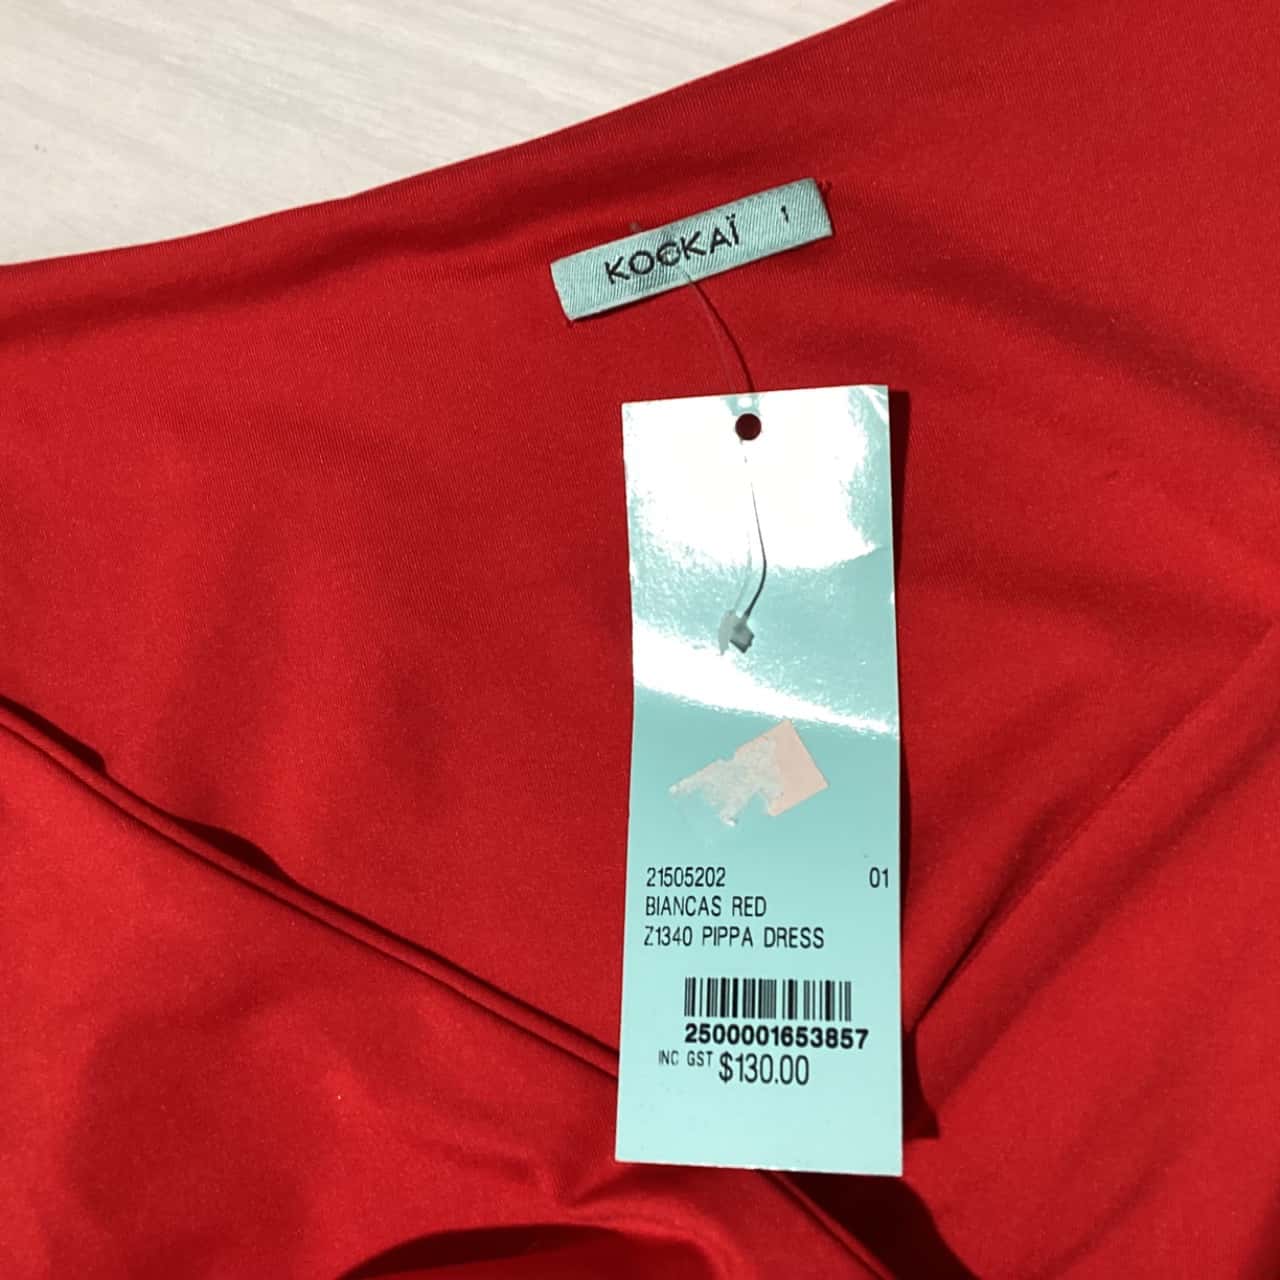 KOOKAÏ 1
21505202 01
BIANCAS RED
Z1340 PIPPA DRESS
2500001653857
INC GST $130.00